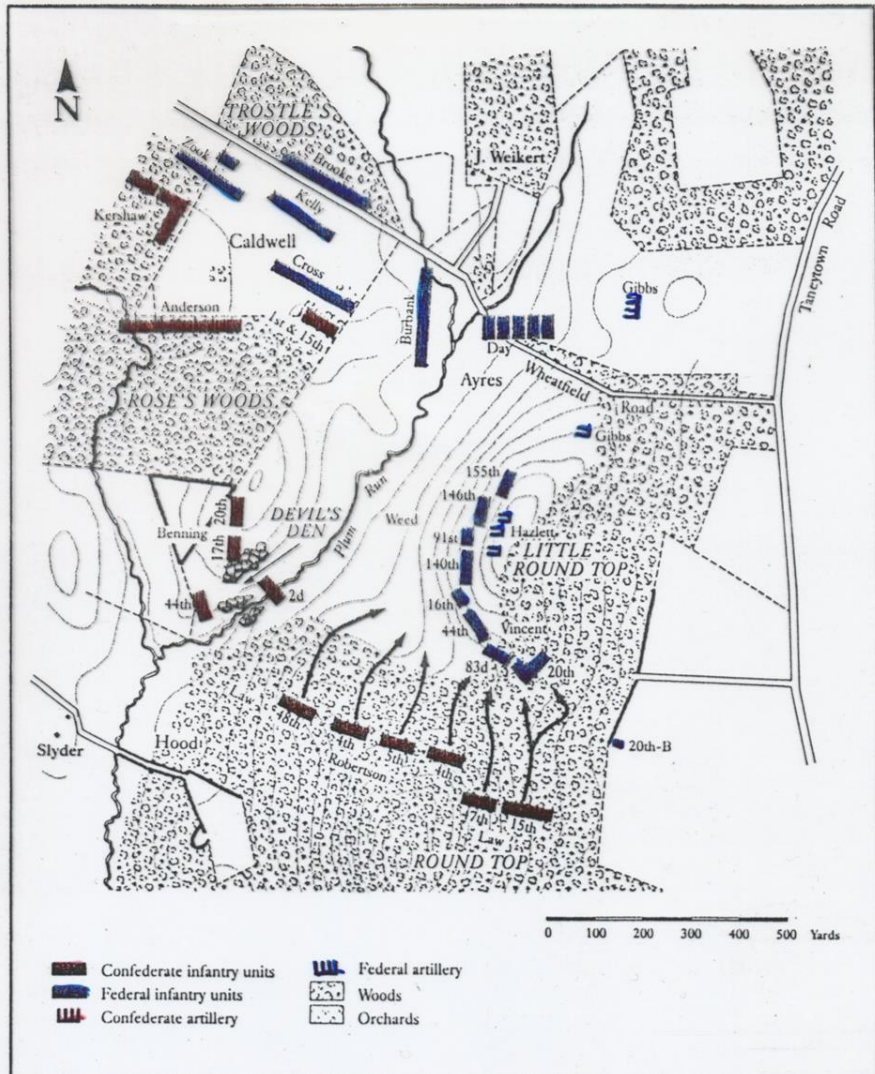 N
TROSTLE'S
WOODS
Zook
Brooke
J. Weikert
Kelly
Kershaw
Caldwell
Cross
Taneytown Road
Gibbs
Anderson
1st & 15th
Burbank
Day
Ayres
Wheatfield Road
ROSE'S WOODS
Gibbs
155th
146th
20th
DEVIL'S
DEN
Plum Run
Weed
Benning
17th
91st
Hazlett
LITTLE
ROUND TOP
140th
44th
2d
16th
44th
Vincent
83d
20th
Law
48th
4th
5th
4th
Robertson
20th-B
Slyder
Hood
47th
15th
Law
ROUND TOP
0 100 200 300 400 500 Yards
Confederate infantry units
Federal infantry units
Confederate artillery
Federal artillery
Woods
Orchards